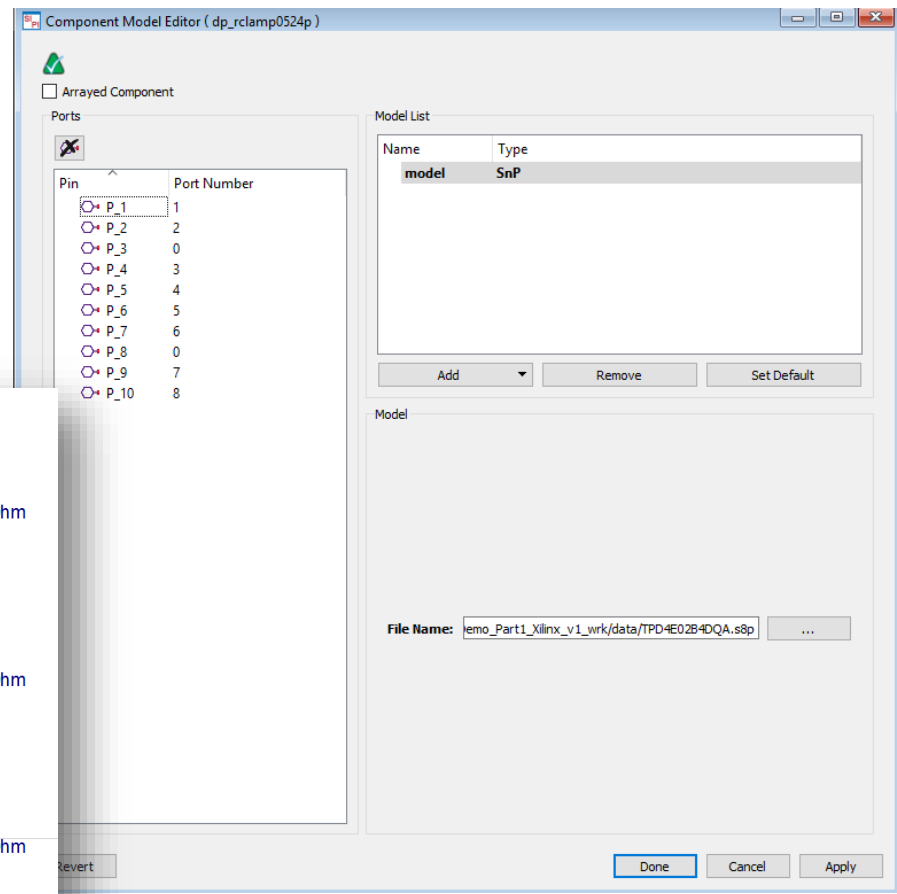 SI PI Component Model Editor ( dp_rclamp0524p )
Arrayed Component
Ports
Pin Port Number
P_1 1
P_2 2
P_3 0
P_4 3
P_5 4
P_6 5
P_7 6
P_8 0
P_9 7
P_10 8
Model List
Name Type
model SnP
Add Remove Set Default
Model
File Name: emo_Part1_Xilinx_v1_wrk/data/TPD4E02B4DQA.s8p ...
hm
hm
hm
Revert Done Cancel Apply